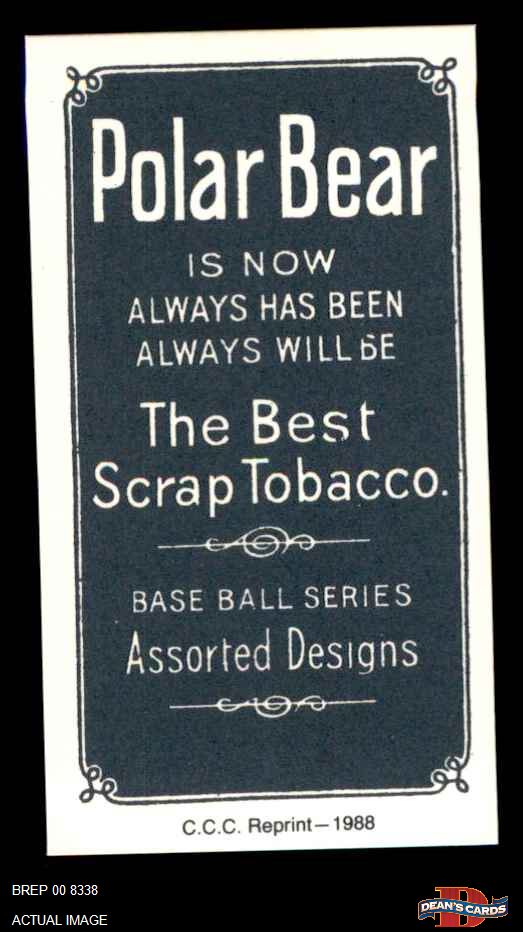 Polar Bear
IS NOW
ALWAYS HAS BEEN
ALWAYS WILL BE
The Best
Scrap Tobacco.
BASE BALL SERIES
Assorted Designs
C.C.C. Reprint—1988
BREP 00 8338
ACTUAL IMAGE
D
DEAN'S CARDS